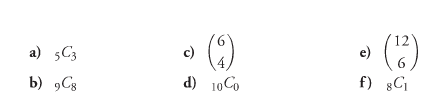 a) ₅C₃ c) (6 4) e) (12 6)
b) ₉C₈ d) ₁₀C₀ f) ₈C₁